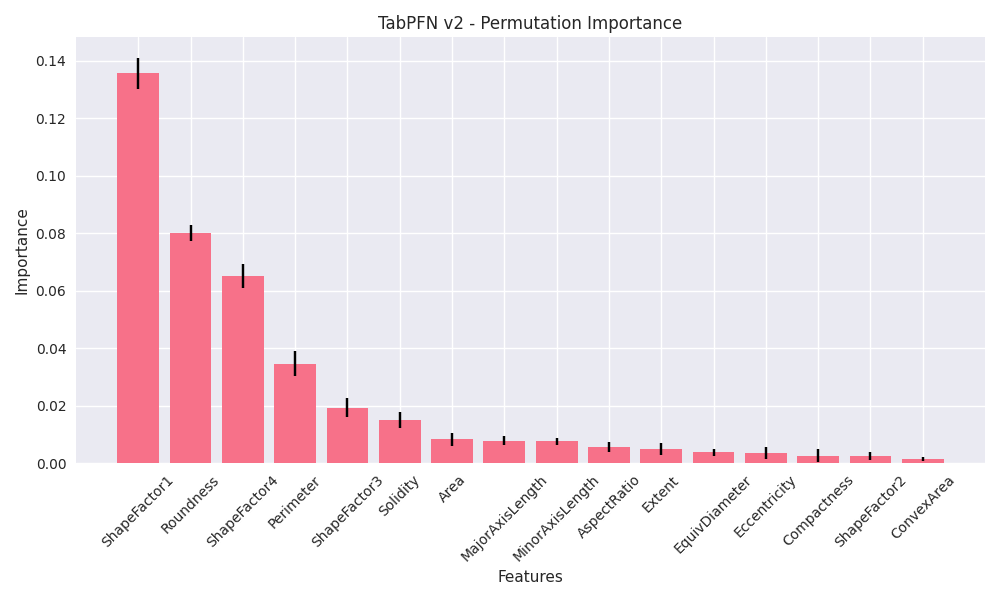 TabPFN v2 - Permutation Importance
Importance
0.14
0.12
0.10
0.08
0.06
0.04
0.02
0.00
ShapeFactor1
Roundness
ShapeFactor4
Perimeter
ShapeFactor3
Solidity
Area
MajorAxisLength
MinorAxisLength
AspectRatio
Extent
EquivDiameter
Eccentricity
Compactness
ShapeFactor2
ConvexArea
Features